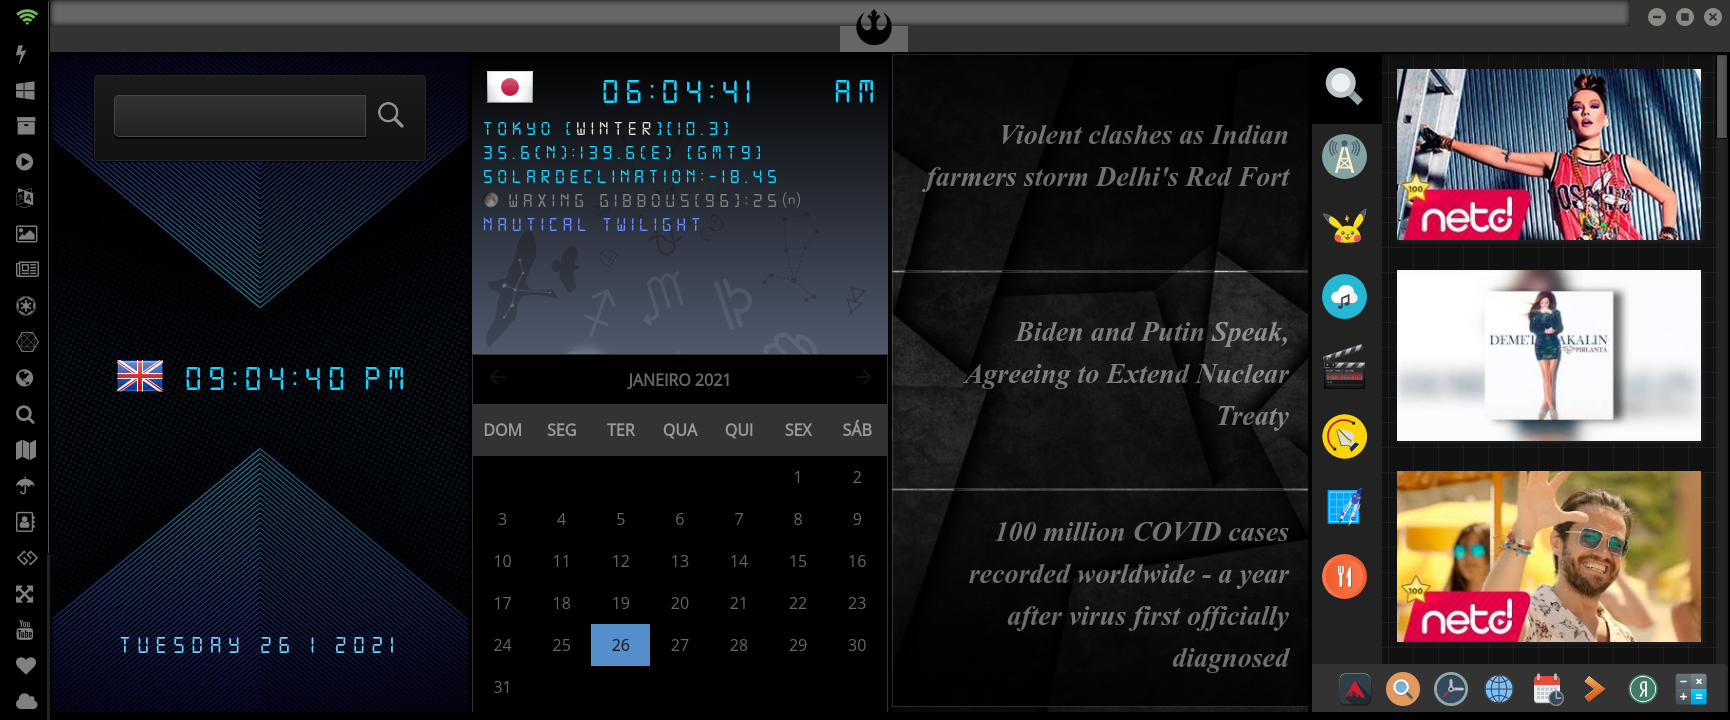 09:04:40 PM
TUESDAY 26 1 2021
06:04:41 AM
TOKYO [WINTER][10.3]
35.6(N):139.6(E) [GMT9]
SOLARDECLINATION:-18.45
WAXING GIBBOUS[96]:25(n)
NAUTICAL TWILIGHT
JANEIRO 2021
DOM SEG TER QUA QUI SEX SÁB
1 2
3 4 5 6 7 8 9
10 11 12 13 14 15 16
17 18 19 20 21 22 23
24 25 26 27 28 29 30
31
Violent clashes as Indian
farmers storm Delhi's Red Fort
Biden and Putin Speak,
Agreeing to Extend Nuclear
Treaty
100 million COVID cases
recorded worldwide - a year
after virus first officially
diagnosed
100
netd
DEMET AKALIN
PIRLANTA
100
netd
You
Tube
Я